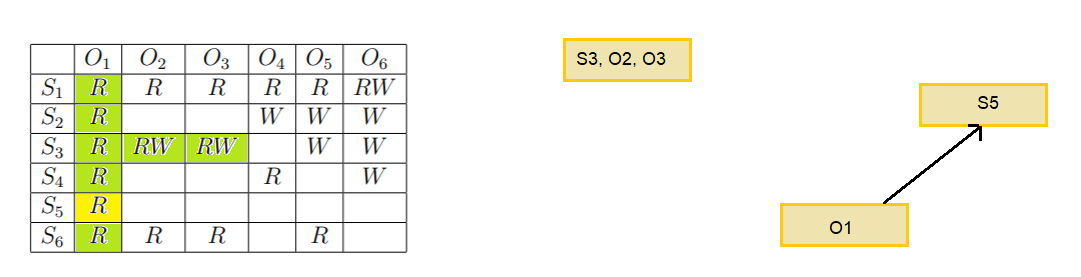 O₁ O₂ O₃ O₄ O₅ O₆
S₁ R R R R R RW
S₂ R W W W
S₃ R RW RW W W
S₄ R R W
S₅ R
S₆ R R R R
S3, O2, O3
S5
O1